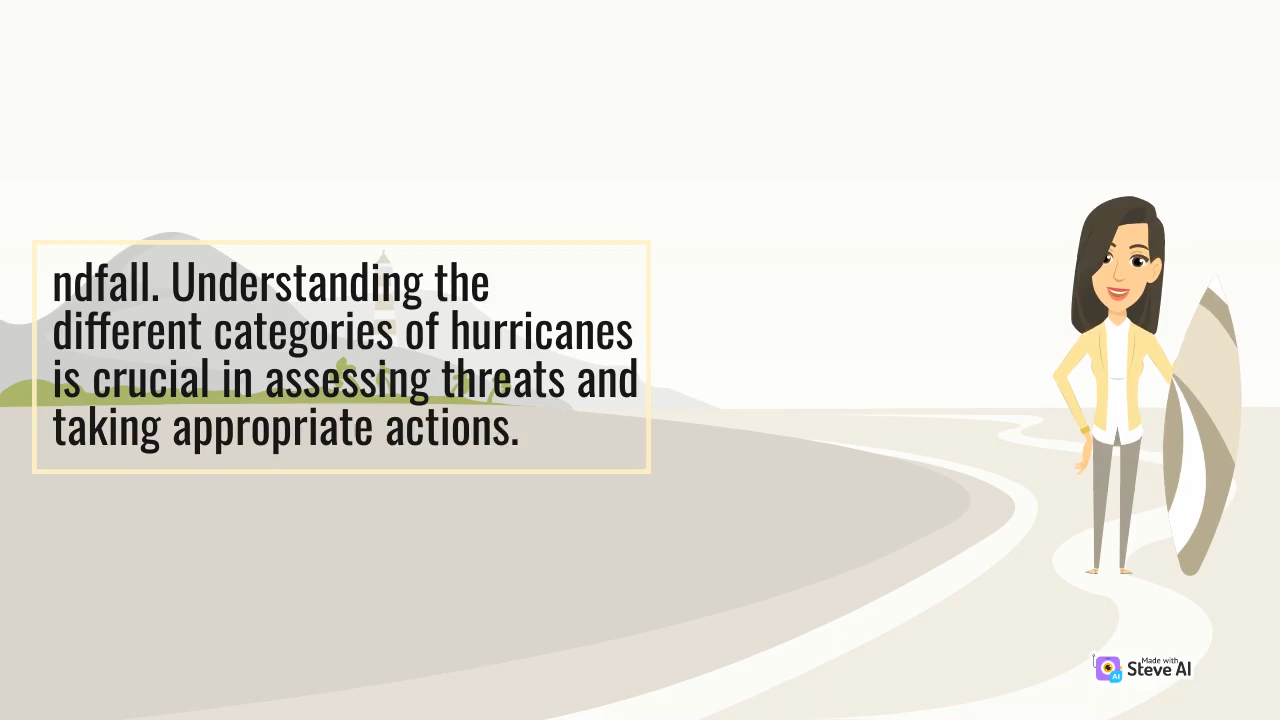 ndfall. Understanding the
different categories of hurricanes
is crucial in assessing threats and
taking appropriate actions.
Made with
Steve AI
AI